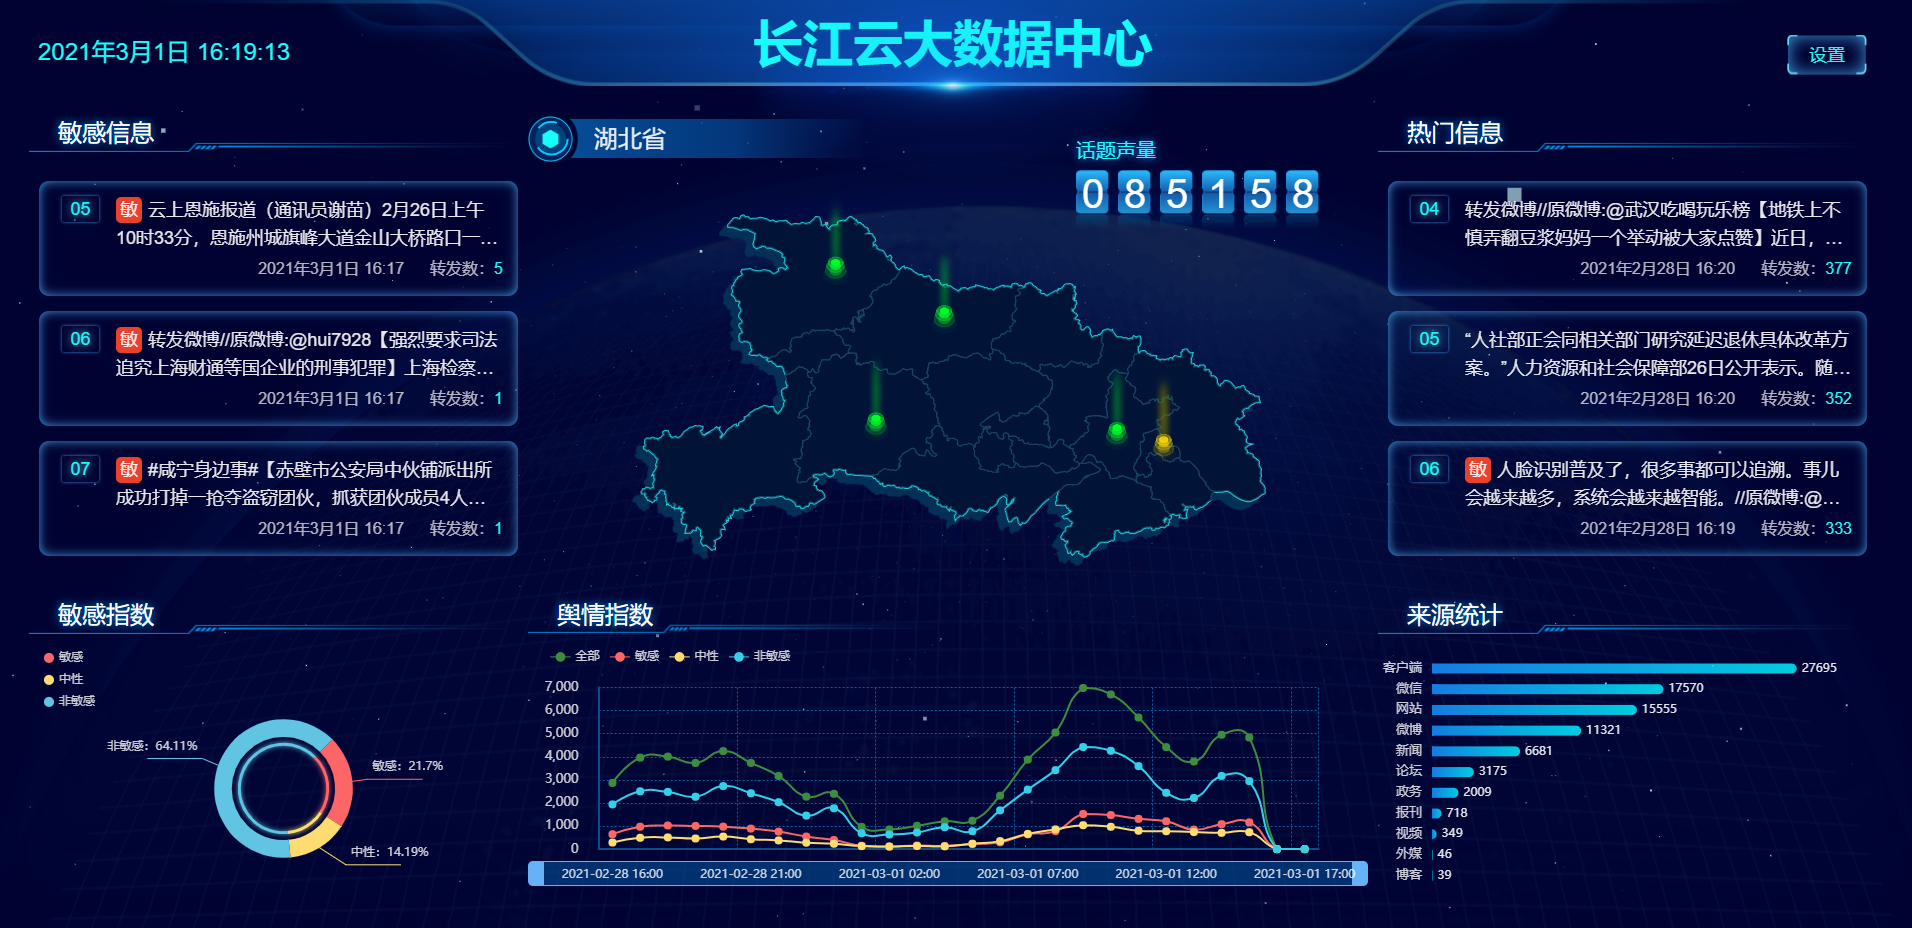 2021年3月1日 16:19:13
长江云大数据中心
设置
敏感信息
05
敏 云上恩施报道（通讯员谢苗）2月26日上午
10时33分，恩施州城旗峰大道金山大桥路口一...
2021年3月1日 16:17 转发数：5
06
敏 转发微博//原微博:@hui7928【强烈要求司法
追究上海财通等国企业的刑事犯罪】上海检察...
2021年3月1日 16:17 转发数：1
07
敏 #咸宁身边事#【赤壁市公安局中伙铺派出所
成功打掉一抢夺盗窃团伙，抓获团伙成员4人...
2021年3月1日 16:17 转发数：1
湖北省
话题声量
085158
热门信息
04
转发微博//原微博:@武汉吃喝玩乐榜【地铁上不
慎弄翻豆浆妈妈一个举动被大家点赞】近日，...
2021年2月28日 16:20 转发数：377
05
“人社部正会同相关部门研究延迟退休具体改革方
案。”人力资源和社会保障部26日公开表示。随...
2021年2月28日 16:20 转发数：352
06
敏 人脸识别普及了，很多事都可以追溯。事儿
会越来越多，系统会越来越智能。//原微博:@...
2021年2月28日 16:19 转发数：333
敏感指数
敏感
中性
非敏感
非敏感：64.11%
敏感：21.7%
中性：14.19%
舆情指数
全部 敏感 中性 非敏感
7,000
6,000
5,000
4,000
3,000
2,000
1,000
0
2021-02-28 16:00 2021-02-28 21:00 2021-03-01 02:00 2021-03-01 07:00 2021-03-01 12:00 2021-03-01 17:00
来源统计
客户端 27695
微信 17570
网站 15555
微博 11321
新闻 6681
论坛 3175
政务 2009
报刊 718
视频 349
外媒 46
博客 39